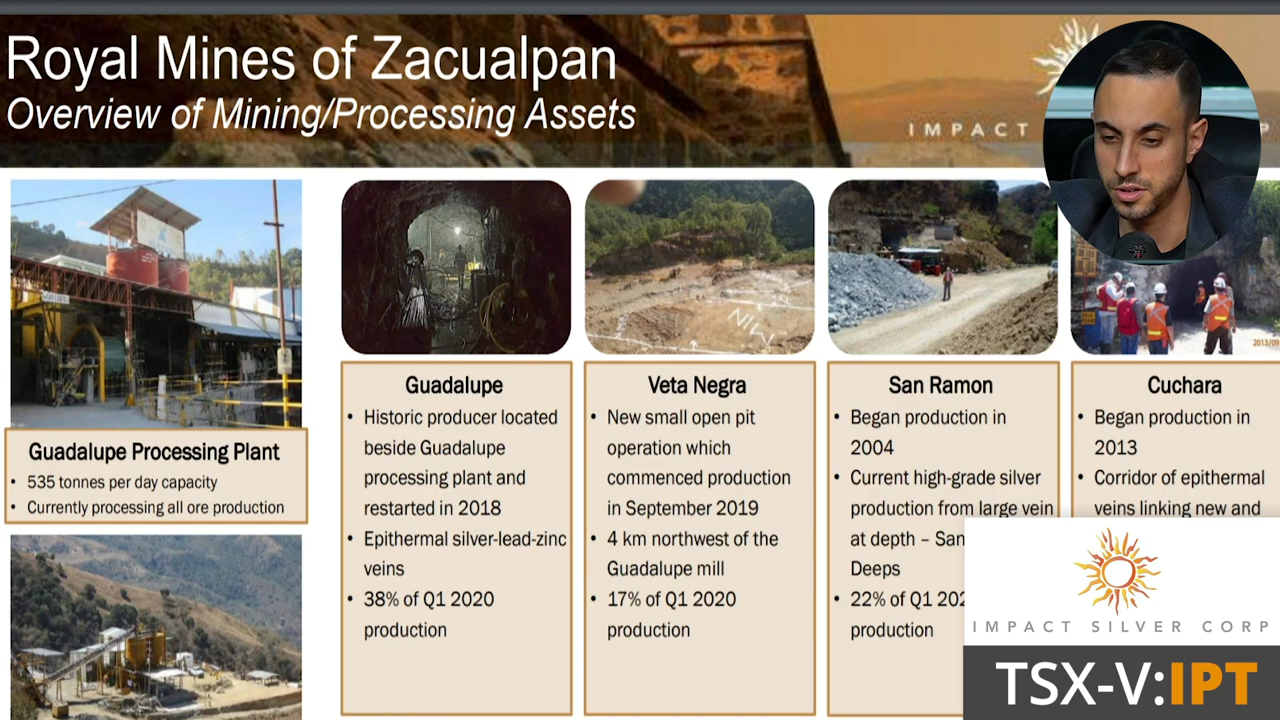 Royal Mines of Zacualpan
Overview of Mining/Processing Assets
IMPACT
CORP
NIW
2013/09
Guadalupe Processing Plant
• 535 tonnes per day capacity
• Currently processing all ore production
Guadalupe
• Historic producer located
beside Guadalupe
processing plant and
restarted in 2018
• Epithermal silver-lead-zinc
veins
• 38% of Q1 2020
production
Veta Negra
• New small open pit
operation which
commenced production
in September 2019
• 4 km northwest of the
Guadalupe mill
• 17% of Q1 2020
production
San Ramon
• Began production in
2004
• Current high-grade silver
production from large vein
at depth – San
Deeps
• 22% of Q1 202
production
Cuchara
• Began production in
2013
• Corridor of epithermal
veins linking new and
IMPACT SILVER CORP
TSX-V:IPT